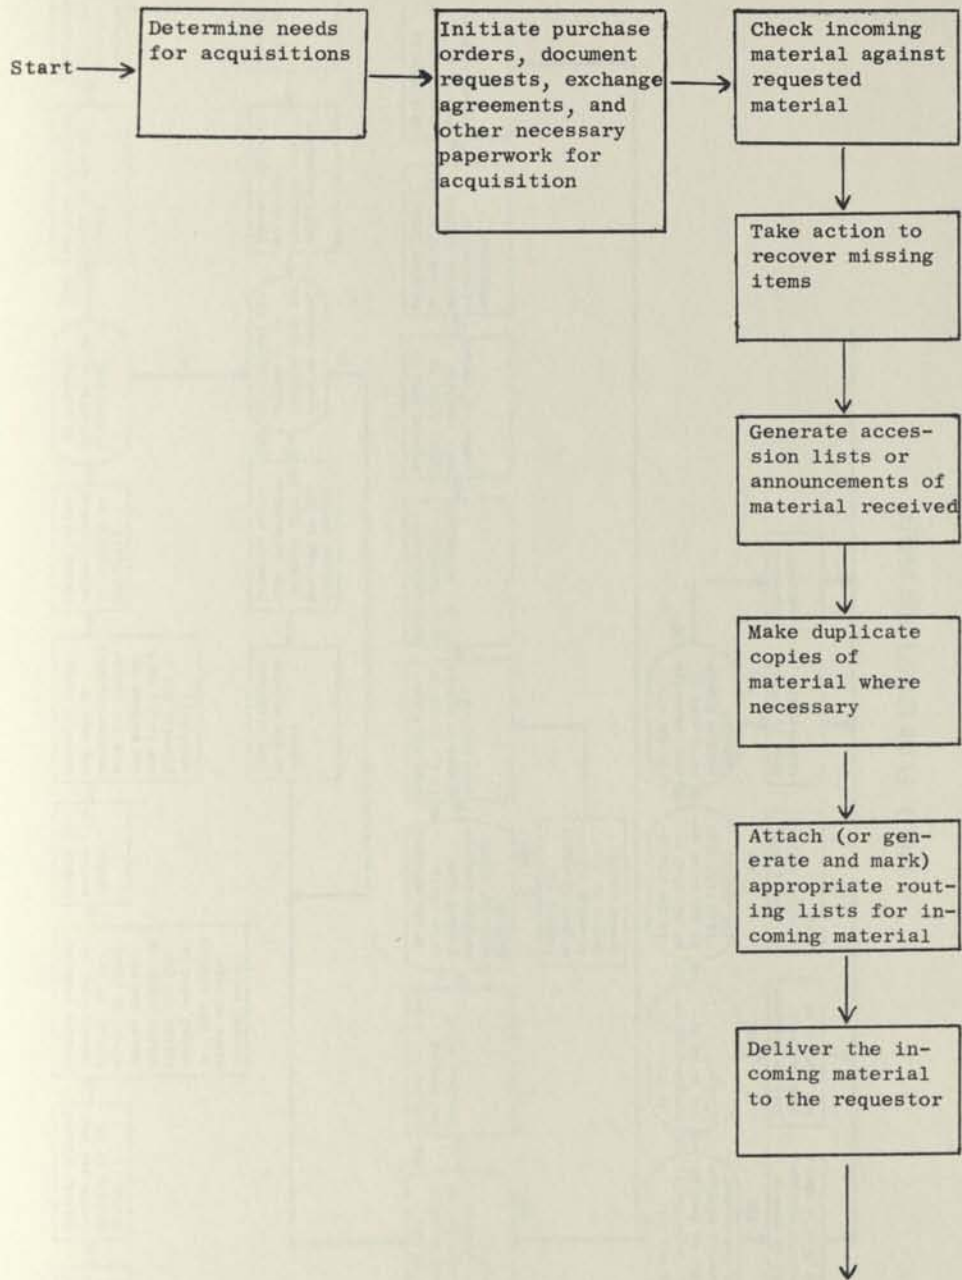 Start
Determine needs
for acquisitions
Initiate purchase
orders, document
requests, exchange
agreements, and
other necessary
paperwork for
acquisition
Check incoming
material against
requested
material
Take action to
recover missing
items
Generate acces-
sion lists or
announcements of
material received
Make duplicate
copies of
material where
necessary
Attach (or gen-
erate and mark)
appropriate rout-
ing lists for in-
coming material
Deliver the in-
coming material
to the requestor